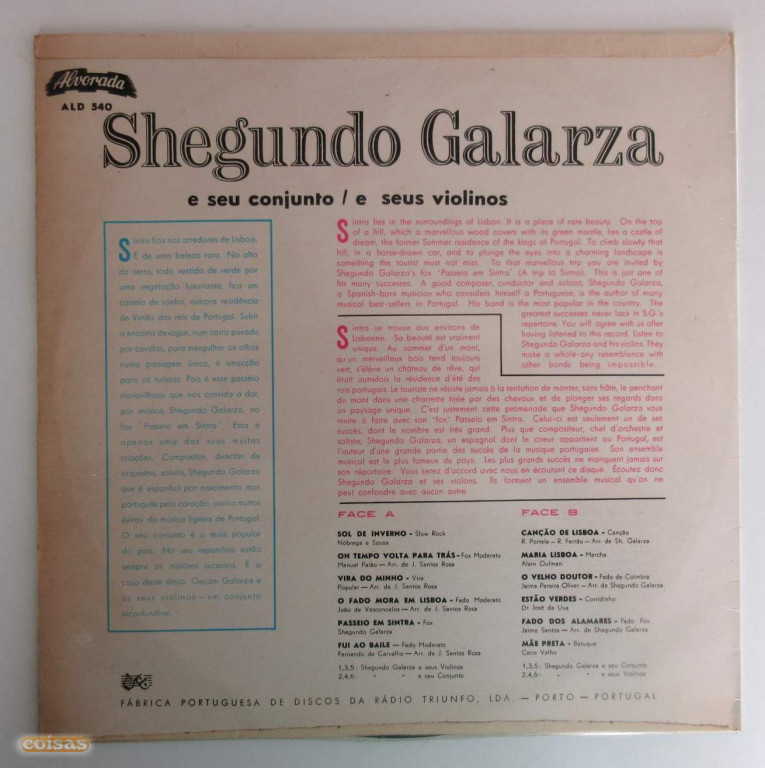 Alvorada
ALD 540
Shegundo Galarza
e seu conjunto / e seus violinos
Sintra fica nos arredores de Lisboa.
É de uma beleza rara. No alto
da serra, toda vestida de verde por
uma vegetação luxuriante, fica um
castelo de sonho, outrora residência
de Verão dos reis de Portugal. Subir
a encosta devagar, num carro puxado
por cavalos, para mergulhar os olhos
numa paisagem única, é atracção
para os turistas. Pois é esse passeio
maravilhoso que nos convida a dar,
por música, Shegundo Galarza, no
fox "Passeio em Sintra". Essa é
apenas uma das suas muitas
criações. Compositor, director de
orquestra, solista, Shegundo Galarza
que é espanhol por nascimento mas
português pelo coração, assina muitos
êxitos da música ligeira de Portugal.
O seu conjunto é o mais popular
do país. No seu reportório estão
sempre os maiores sucessos. É o
caso deste disco. Ouçam Galarza e
os seus violinos — um conjunto
inconfundível.
Sintra lies in the surroundings of Lisbon. It is a place of rare beauty. On the top
of a hill, which a marvellous wood covers with its green mantle, lies a castle of
dream, the former Summer residence of the kings of Portugal. To climb slowly that
hill, in a horse-drawn car, and to plunge the eyes into a charming landscape is
something the tourist must not miss. To that marvellous trip you are invited by
Shegundo Galarza's fox "Passeio em Sintra" (A trip to Sintra). This is just one of
his many successes. A good composer, conductor and soloist, Shegundo Galarza,
a Spanish-born musician who considers himself a Portuguese, is the author of many
musical best-sellers in Portugal. His band is the most popular in the country. The
greatest successes never lack in S.G.'s
repertoire. You will agree with us after
having listened to this record. Listen to
Shegundo Galarza and his violins. They
make a whole-any resemblance with
other bands being impossible...
Sintra se trouve aux environs de
Lisbonne. Sa beauté est vraiment
unique. Au sommet d'un mont,
qu'un merveilleux bois tend toujours
vert, s'élève un château de rêve, qui
était autrefois la résidence d'été des
rois portugais. Le touriste ne résiste jamais à la tentation de monter, sans hâte, le penchant
du mont dans une charrette tirée par des chevaux et de plonger ses regards dans
un paysage unique. C'est justement cette promenade que Shegundo Galarza vous
invite à faire avec son "fox" Passeio em Sintra. Celui-ci est seulement un de ses
succès, dont le nombre est très grand. Plus que compositeur, chef d'orchestre et
soliste, Shegundo Galarza, un espagnol dont le coeur appartient au Portugal, est
l'auteur d'une grande partie des succès de la musique portugaise. Son ensemble
musical est le plus fameux du pays. Les plus grands succès ne manquent jamais sur
son répertoire. Vous serez d'accord avec nous en écoutant ce disque. Écoutez donc
Shegundo Galarza et ses violons. Ils forment un ensemble musical qu'on ne
peut confondre avec aucun autre.
FACE A
SOL DE INVERNO - Slow Rock
Nóbrega e Sousa
OH TEMPO VOLTA PARA TRÁS - Fox Moderato
Manuel Paião — Arr. de J. Santos Rosa
VIRA DO MINHO - Vira
Popular — Arr. de J. Santos Rosa
O FADO MORA EM LISBOA - Fado Moderato
João de Vasconcelos — Arr. de J. Santos Rosa
PASSEIO EM SINTRA - Fox
Shegundo Galarza
FUI AO BAILE — Fado Moderato
Fernando de Carvalho — Arr. de J. Santos Rosa
1,3,5: Shegundo Galarza e seus Violinos
2,4,6: " " e seu Conjunto
FACE B
CANÇÃO DE LISBOA - Canção
R. Portela — R. Ferrão — Arr. de Sh. Galarza
MARIA LISBOA - Marcha
Alain Oulman
O VELHO DOUTOR - Fado de Coimbra
Jaima Pereira Oliver — Arr. de Shegundo Galarza
ESTÃO VERDES - Corridinho
Dr. José da Uva
FADO DOS ALAMARES - Fado Fox
Jaime Santos — Arr. de Shegundo Galarza
MÃE PRETA - Batuque
Caco Velho
1,3,5: Shegundo Galarza e seu Conjunto
2,4,6: " " e seus Violinos
FÁBRICA PORTUGUESA DE DISCOS DA RÁDIO TRIUNFO, LDA. — PORTO — PORTUGAL
coisas